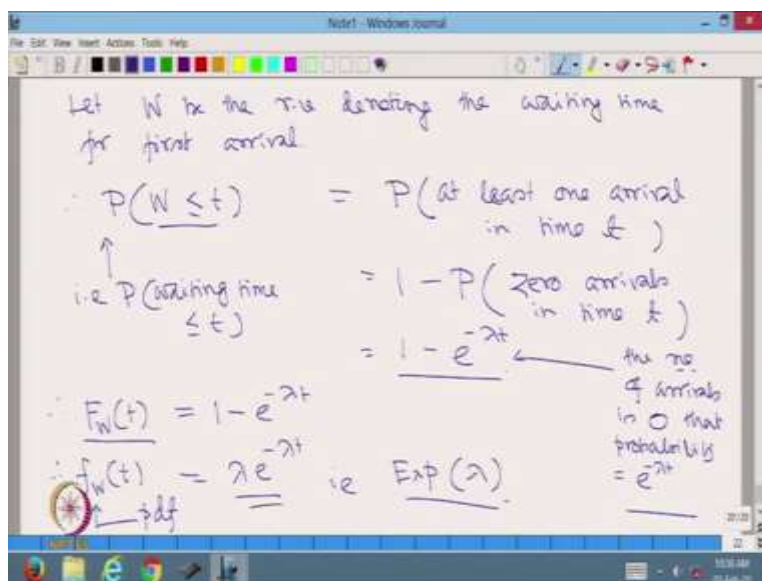 Note1 - Windows Journal
File Edit View Insert Actions Tools Help
Let W be the r.v denoting the waiting time
for first arrival
∴ P(W ≤ t) = P(at least one arrival
in time t)
i.e P(waiting time
≤ t)
= 1 - P(zero arrivals
in time t)
= 1 - e^{-λt}
the no
of arrivals
is 0 that
probability
= e^{-λt}
∴ F_W(t) = 1 - e^{-λt}
∴ f_W(t) = λe^{-λt} i.e Exp(λ)
pdf
22